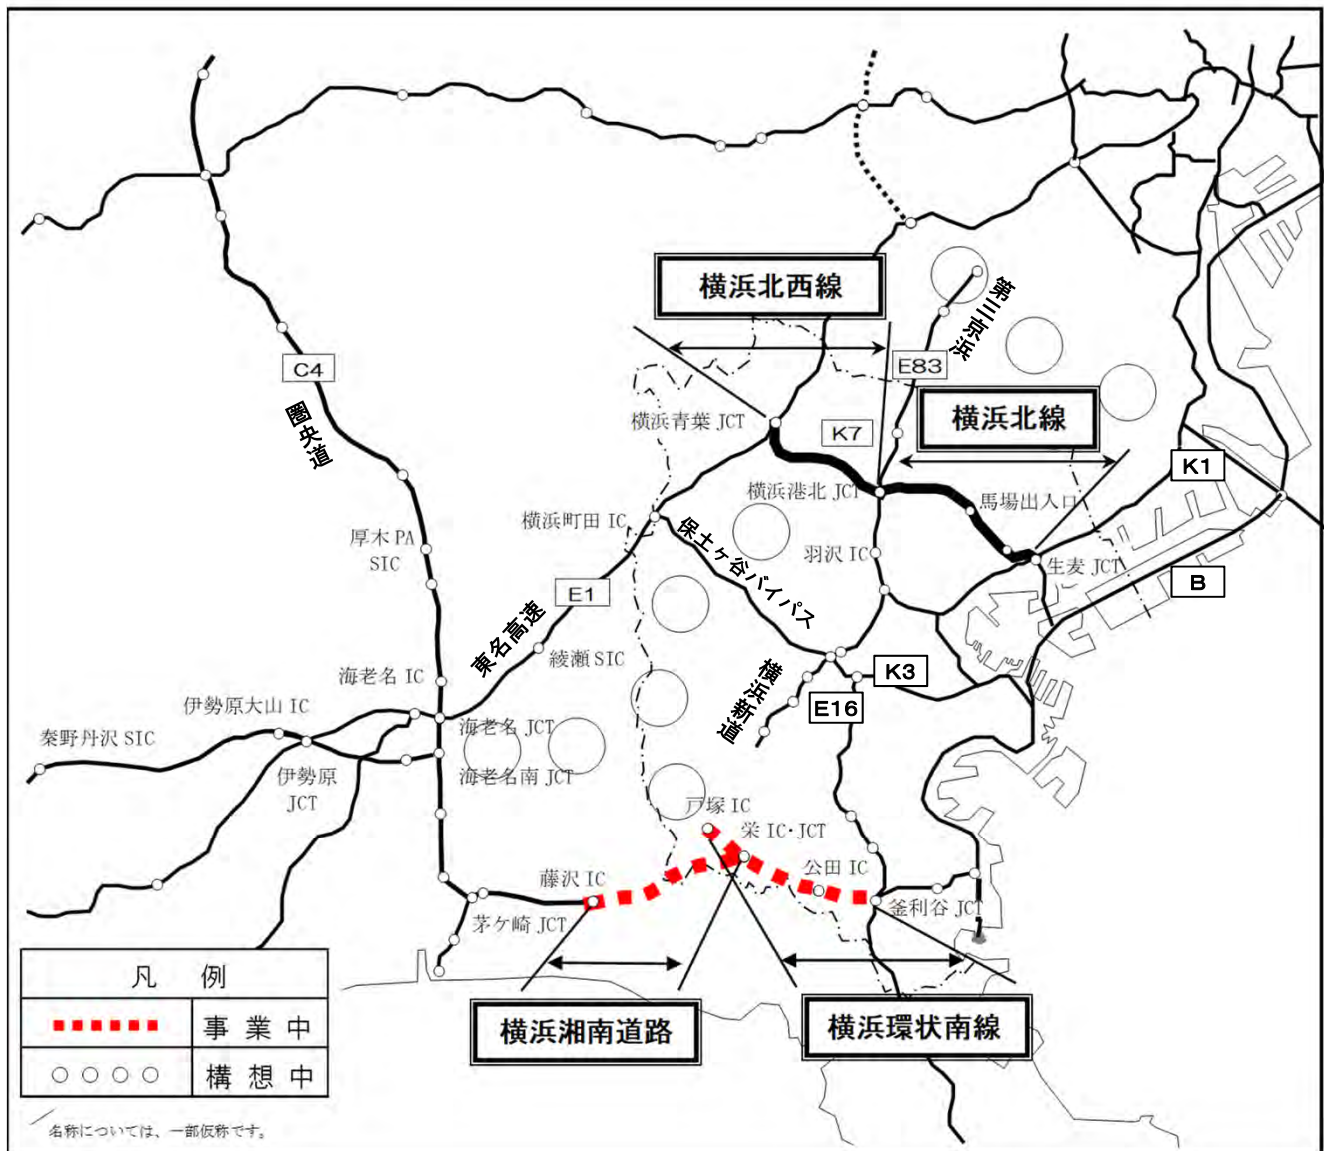 横浜北西線
第三京浜
E83
C4
圏央道
横浜北線
横浜青葉 JCT
K7
K1
横浜港北 JCT
馬場出入口
横浜町田 IC
保土ヶ谷バイパス
厚木 PA
SIC
羽沢 IC
生麦 JCT
B
E1
東名高速
綾瀬 SIC
横浜新道
K3
E16
海老名 IC
伊勢原大山 IC
秦野丹沢 SIC
海老名 JCT
伊勢原
JCT
海老名南 JCT
戸塚 IC
栄 IC・JCT
公田 IC
藤沢 IC
釜利谷 JCT
茅ケ崎 JCT
横浜湘南道路
横浜環状南線
凡 例
事 業 中
構 想 中
名称については、一部仮称です。